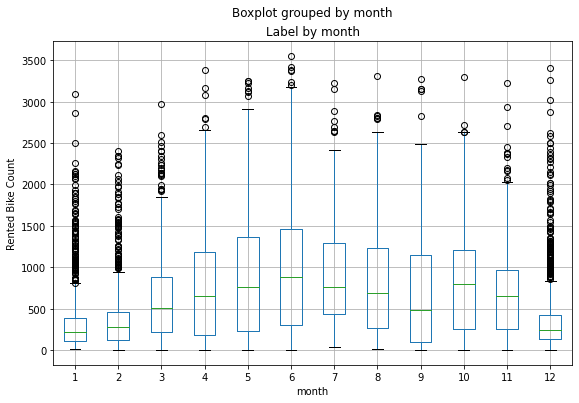 Boxplot grouped by month
Label by month
3500
3000
2500
2000
1500
1000
500
0
Rented Bike Count
1 2 3 4 5 6 7 8 9 10 11 12
month